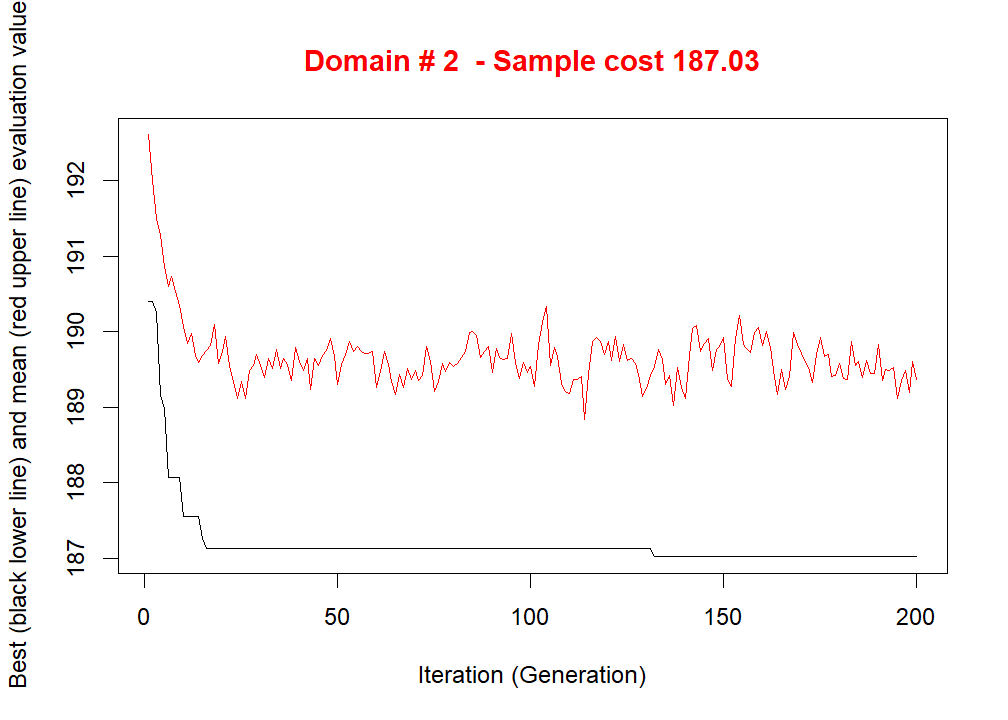 Domain # 2  - Sample cost 187.03
Best (black lower line) and mean (red upper line) evaluation value
192
191
190
189
188
187
0 50 100 150 200
Iteration (Generation)